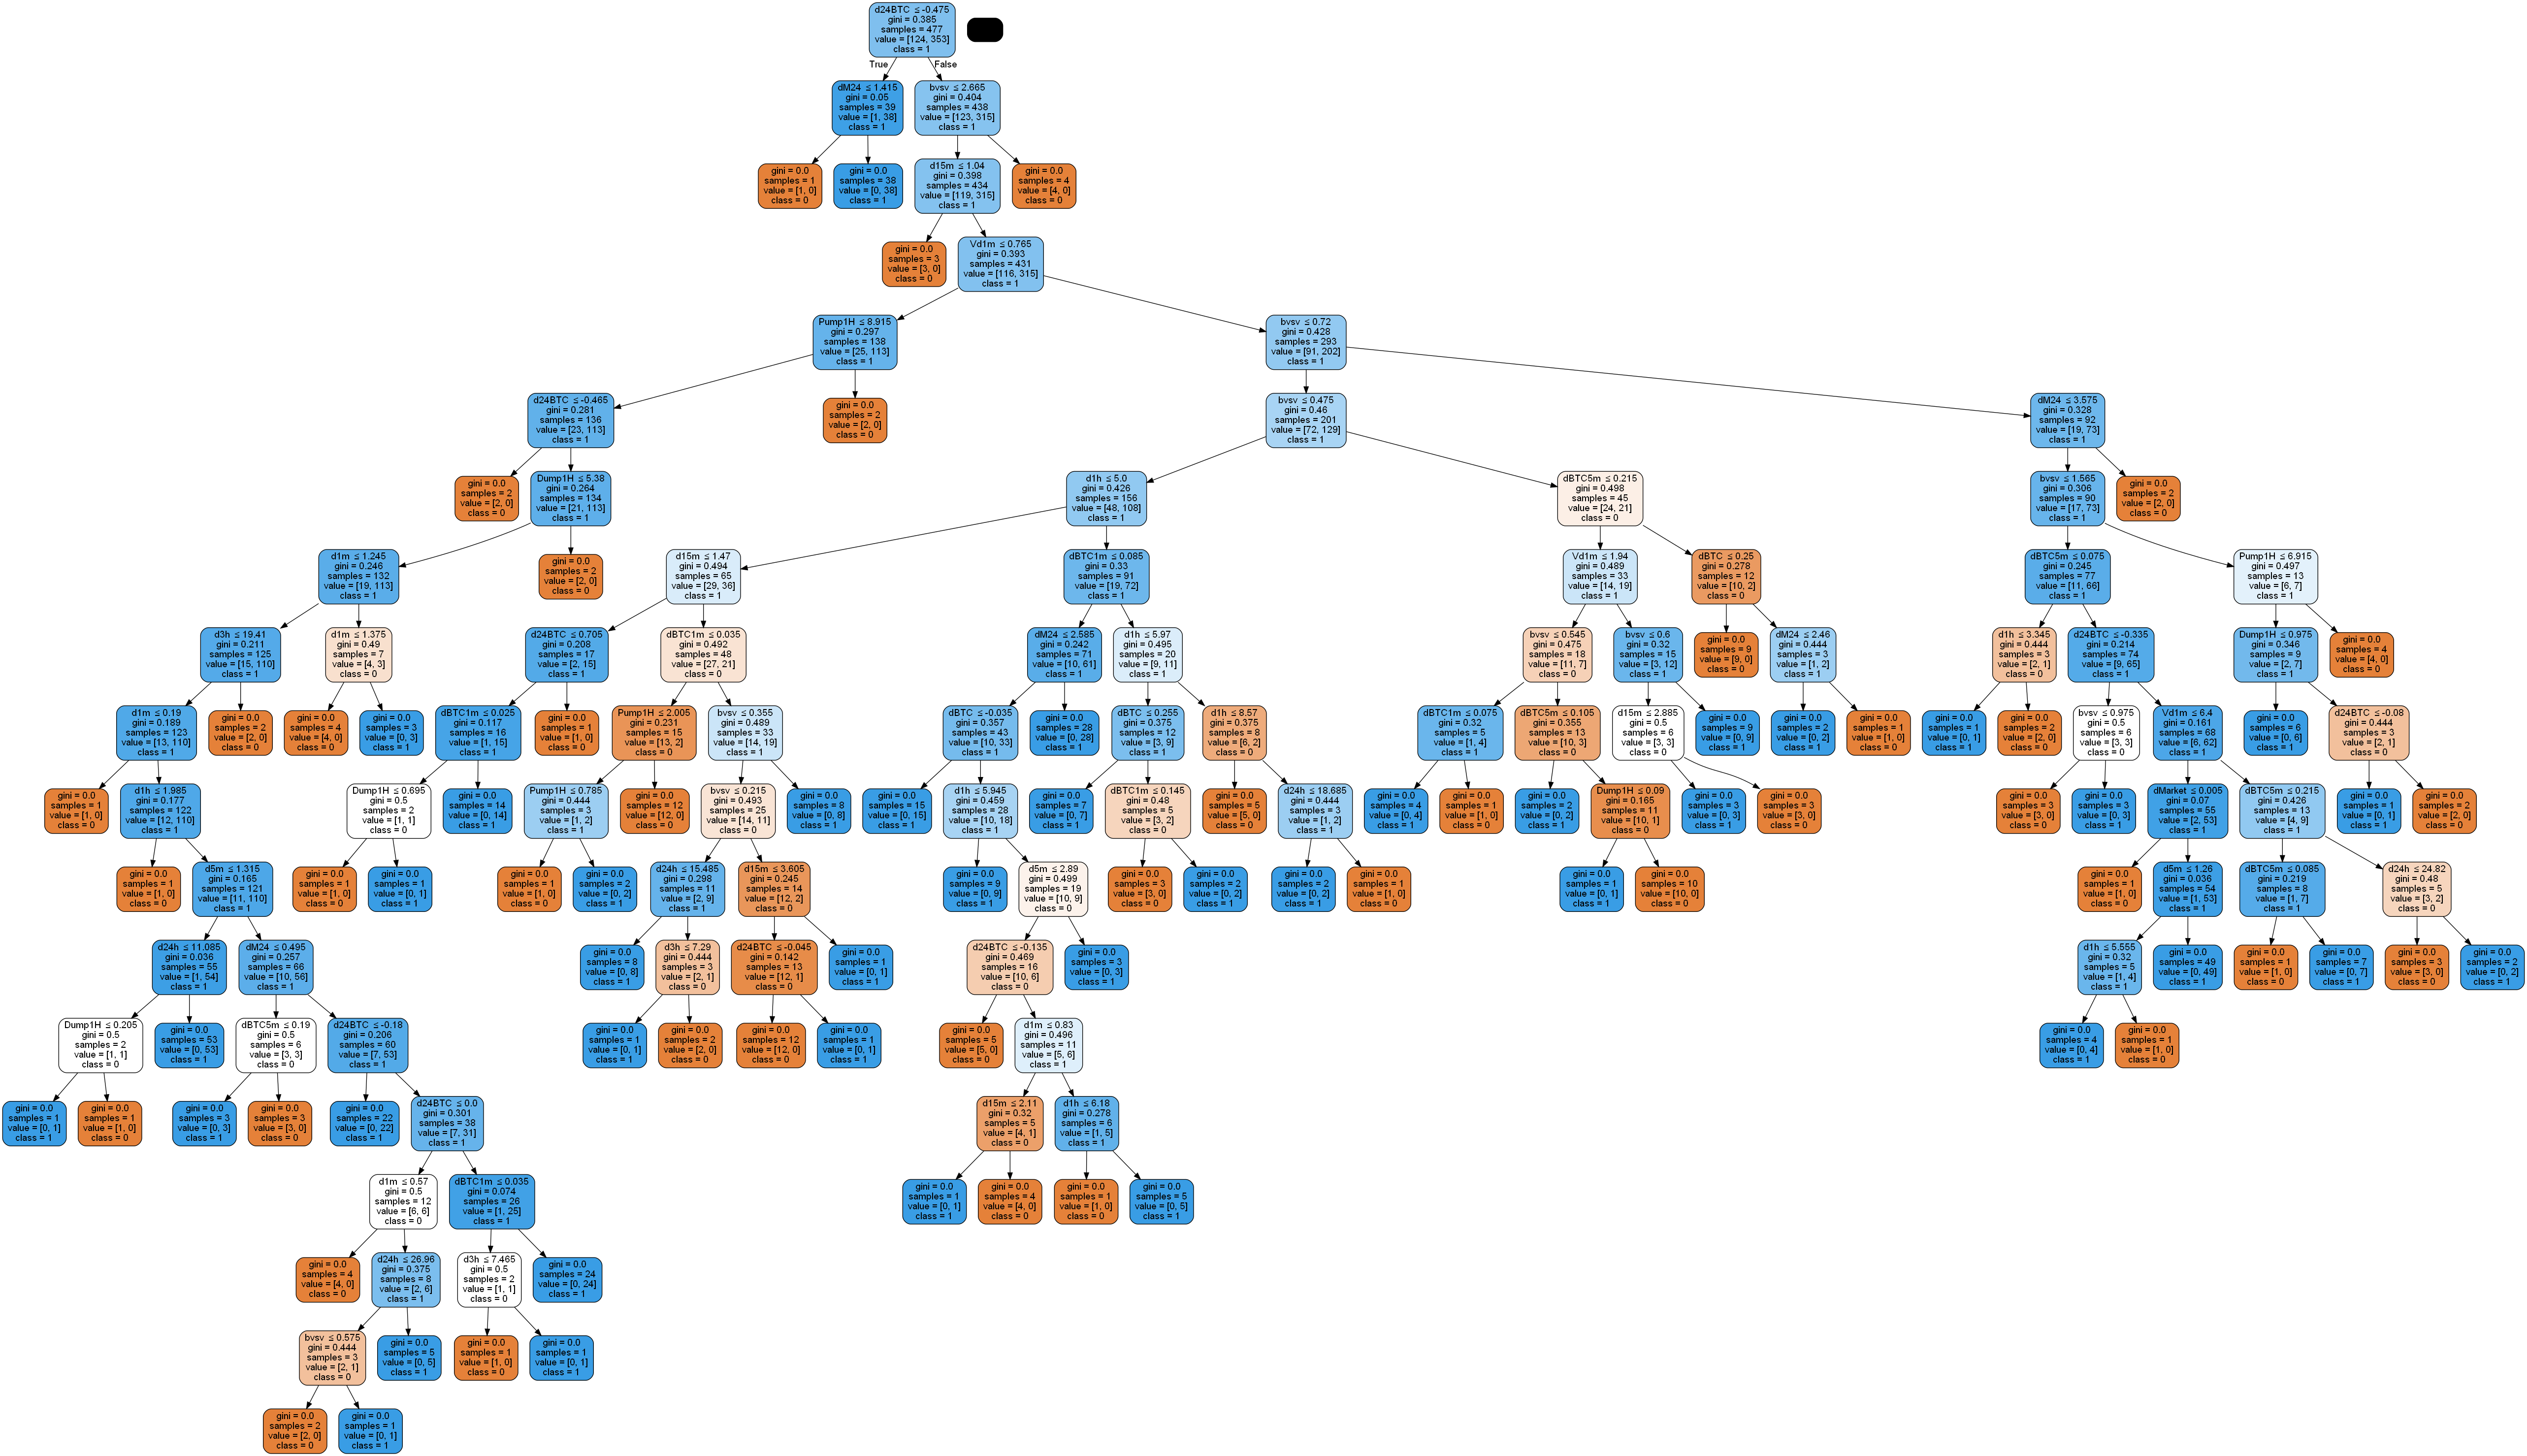 d24BTC ≤ -0.475
gini = 0.385
samples = 477
value = [124, 353]
class = 1
True
False
dM24 ≤ 1.415
gini = 0.05
samples = 39
value = [1, 38]
class = 1
bvsv ≤ 2.665
gini = 0.404
samples = 438
value = [123, 315]
class = 1
gini = 0.0
samples = 1
value = [1, 0]
class = 0
gini = 0.0
samples = 38
value = [0, 38]
class = 1
d15m ≤ 1.04
gini = 0.398
samples = 434
value = [119, 315]
class = 1
gini = 0.0
samples = 4
value = [4, 0]
class = 0
gini = 0.0
samples = 3
value = [3, 0]
class = 0
Vd1m ≤ 0.765
gini = 0.393
samples = 431
value = [116, 315]
class = 1
Pump1H ≤ 8.915
gini = 0.297
samples = 138
value = [25, 113]
class = 1
bvsv ≤ 0.72
gini = 0.428
samples = 293
value = [91, 202]
class = 1
d24BTC ≤ -0.465
gini = 0.281
samples = 136
value = [23, 113]
class = 1
gini = 0.0
samples = 2
value = [2, 0]
class = 0
bvsv ≤ 0.475
gini = 0.46
samples = 201
value = [72, 129]
class = 1
dM24 ≤ 3.575
gini = 0.328
samples = 92
value = [19, 73]
class = 1
gini = 0.0
samples = 2
value = [2, 0]
class = 0
Dump1H ≤ 5.38
gini = 0.264
samples = 134
value = [21, 113]
class = 1
d1h ≤ 5.0
gini = 0.426
samples = 156
value = [48, 108]
class = 1
dBTC5m ≤ 0.215
gini = 0.498
samples = 45
value = [24, 21]
class = 0
bvsv ≤ 1.565
gini = 0.306
samples = 90
value = [17, 73]
class = 1
gini = 0.0
samples = 2
value = [2, 0]
class = 0
d1m ≤ 1.245
gini = 0.246
samples = 132
value = [19, 113]
class = 1
gini = 0.0
samples = 2
value = [2, 0]
class = 0
d15m ≤ 1.47
gini = 0.494
samples = 65
value = [29, 36]
class = 1
dBTC1m ≤ 0.085
gini = 0.33
samples = 91
value = [19, 72]
class = 1
Vd1m ≤ 1.94
gini = 0.489
samples = 33
value = [14, 19]
class = 1
dBTC ≤ 0.25
gini = 0.278
samples = 12
value = [10, 2]
class = 0
dBTC5m ≤ 0.075
gini = 0.245
samples = 77
value = [11, 66]
class = 1
Pump1H ≤ 6.915
gini = 0.497
samples = 13
value = [6, 7]
class = 1
d3h ≤ 19.41
gini = 0.211
samples = 125
value = [15, 110]
class = 1
d1m ≤ 1.375
gini = 0.49
samples = 7
value = [4, 3]
class = 0
d24BTC ≤ 0.705
gini = 0.208
samples = 17
value = [2, 15]
class = 1
dBTC1m ≤ 0.035
gini = 0.492
samples = 48
value = [27, 21]
class = 0
dM24 ≤ 2.585
gini = 0.242
samples = 71
value = [10, 61]
class = 1
d1h ≤ 5.97
gini = 0.495
samples = 20
value = [9, 11]
class = 1
bvsv ≤ 0.545
gini = 0.475
samples = 18
value = [11, 7]
class = 0
bvsv ≤ 0.6
gini = 0.32
samples = 15
value = [3, 12]
class = 1
gini = 0.0
samples = 9
value = [9, 0]
class = 0
dM24 ≤ 2.46
gini = 0.444
samples = 3
value = [1, 2]
class = 1
d1h ≤ 3.345
gini = 0.444
samples = 3
value = [2, 1]
class = 0
d24BTC ≤ -0.335
gini = 0.214
samples = 74
value = [9, 65]
class = 1
Dump1H ≤ 0.975
gini = 0.346
samples = 9
value = [2, 7]
class = 1
gini = 0.0
samples = 4
value = [4, 0]
class = 0
d1m ≤ 0.19
gini = 0.189
samples = 123
value = [13, 110]
class = 1
gini = 0.0
samples = 2
value = [2, 0]
class = 0
gini = 0.0
samples = 4
value = [4, 0]
class = 0
gini = 0.0
samples = 3
value = [0, 3]
class = 1
dBTC1m ≤ 0.025
gini = 0.117
samples = 16
value = [1, 15]
class = 1
gini = 0.0
samples = 1
value = [1, 0]
class = 0
Pump1H ≤ 2.005
gini = 0.231
samples = 15
value = [13, 2]
class = 0
bvsv ≤ 0.355
gini = 0.489
samples = 33
value = [14, 19]
class = 1
dBTC ≤ -0.035
gini = 0.357
samples = 43
value = [10, 33]
class = 1
gini = 0.0
samples = 28
value = [0, 28]
class = 1
dBTC ≤ 0.255
gini = 0.375
samples = 12
value = [3, 9]
class = 1
d1h ≤ 8.57
gini = 0.375
samples = 8
value = [6, 2]
class = 0
dBTC1m ≤ 0.075
gini = 0.32
samples = 5
value = [1, 4]
class = 1
dBTC5m ≤ 0.105
gini = 0.355
samples = 13
value = [10, 3]
class = 0
d15m ≤ 2.885
gini = 0.5
samples = 6
value = [3, 3]
class = 0
gini = 0.0
samples = 9
value = [0, 9]
class = 1
gini = 0.0
samples = 2
value = [0, 2]
class = 1
gini = 0.0
samples = 1
value = [1, 0]
class = 0
gini = 0.0
samples = 1
value = [0, 1]
class = 1
gini = 0.0
samples = 2
value = [2, 0]
class = 0
bvsv ≤ 0.975
gini = 0.5
samples = 6
value = [3, 3]
class = 0
Vd1m ≤ 6.4
gini = 0.161
samples = 68
value = [6, 62]
class = 1
gini = 0.0
samples = 6
value = [0, 6]
class = 1
d24BTC ≤ -0.08
gini = 0.444
samples = 3
value = [2, 1]
class = 0
gini = 0.0
samples = 1
value = [1, 0]
class = 0
d1h ≤ 1.985
gini = 0.177
samples = 122
value = [12, 110]
class = 1
Dump1H ≤ 0.695
gini = 0.5
samples = 2
value = [1, 1]
class = 0
gini = 0.0
samples = 14
value = [0, 14]
class = 1
Pump1H ≤ 0.785
gini = 0.444
samples = 3
value = [1, 2]
class = 1
gini = 0.0
samples = 12
value = [12, 0]
class = 0
bvsv ≤ 0.215
gini = 0.493
samples = 25
value = [14, 11]
class = 0
gini = 0.0
samples = 8
value = [0, 8]
class = 1
gini = 0.0
samples = 15
value = [0, 15]
class = 1
d1h ≤ 5.945
gini = 0.459
samples = 28
value = [10, 18]
class = 1
gini = 0.0
samples = 7
value = [0, 7]
class = 1
dBTC1m ≤ 0.145
gini = 0.48
samples = 5
value = [3, 2]
class = 0
gini = 0.0
samples = 5
value = [5, 0]
class = 0
d24h ≤ 18.685
gini = 0.444
samples = 3
value = [1, 2]
class = 1
gini = 0.0
samples = 4
value = [0, 4]
class = 1
gini = 0.0
samples = 1
value = [1, 0]
class = 0
gini = 0.0
samples = 2
value = [0, 2]
class = 1
Dump1H ≤ 0.09
gini = 0.165
samples = 11
value = [10, 1]
class = 0
gini = 0.0
samples = 3
value = [0, 3]
class = 1
gini = 0.0
samples = 3
value = [3, 0]
class = 0
gini = 0.0
samples = 3
value = [3, 0]
class = 0
gini = 0.0
samples = 3
value = [0, 3]
class = 1
dMarket ≤ 0.005
gini = 0.07
samples = 55
value = [2, 53]
class = 1
dBTC5m ≤ 0.215
gini = 0.426
samples = 13
value = [4, 9]
class = 1
gini = 0.0
samples = 1
value = [0, 1]
class = 1
gini = 0.0
samples = 2
value = [2, 0]
class = 0
gini = 0.0
samples = 1
value = [1, 0]
class = 0
d5m ≤ 1.315
gini = 0.165
samples = 121
value = [11, 110]
class = 1
gini = 0.0
samples = 1
value = [1, 0]
class = 0
gini = 0.0
samples = 1
value = [0, 1]
class = 1
gini = 0.0
samples = 1
value = [1, 0]
class = 0
gini = 0.0
samples = 2
value = [0, 2]
class = 1
d24h ≤ 15.485
gini = 0.298
samples = 11
value = [2, 9]
class = 1
d15m ≤ 3.605
gini = 0.245
samples = 14
value = [12, 2]
class = 0
gini = 0.0
samples = 9
value = [0, 9]
class = 1
d5m ≤ 2.89
gini = 0.499
samples = 19
value = [10, 9]
class = 0
gini = 0.0
samples = 3
value = [3, 0]
class = 0
gini = 0.0
samples = 2
value = [0, 2]
class = 1
gini = 0.0
samples = 2
value = [0, 2]
class = 1
gini = 0.0
samples = 1
value = [1, 0]
class = 0
gini = 0.0
samples = 1
value = [0, 1]
class = 1
gini = 0.0
samples = 10
value = [10, 0]
class = 0
gini = 0.0
samples = 1
value = [1, 0]
class = 0
d5m ≤ 1.26
gini = 0.036
samples = 54
value = [1, 53]
class = 1
dBTC5m ≤ 0.085
gini = 0.219
samples = 8
value = [1, 7]
class = 1
d24h ≤ 24.82
gini = 0.48
samples = 5
value = [3, 2]
class = 0
d24h ≤ 11.085
gini = 0.036
samples = 55
value = [1, 54]
class = 1
dM24 ≤ 0.495
gini = 0.257
samples = 66
value = [10, 56]
class = 1
gini = 0.0
samples = 8
value = [0, 8]
class = 1
d3h ≤ 7.29
gini = 0.444
samples = 3
value = [2, 1]
class = 0
d24BTC ≤ -0.045
gini = 0.142
samples = 13
value = [12, 1]
class = 0
gini = 0.0
samples = 1
value = [0, 1]
class = 1
d24BTC ≤ -0.135
gini = 0.469
samples = 16
value = [10, 6]
class = 0
gini = 0.0
samples = 3
value = [0, 3]
class = 1
d1h ≤ 5.555
gini = 0.32
samples = 5
value = [1, 4]
class = 1
gini = 0.0
samples = 49
value = [0, 49]
class = 1
gini = 0.0
samples = 1
value = [1, 0]
class = 0
gini = 0.0
samples = 7
value = [0, 7]
class = 1
gini = 0.0
samples = 3
value = [3, 0]
class = 0
gini = 0.0
samples = 2
value = [0, 2]
class = 1
Dump1H ≤ 0.205
gini = 0.5
samples = 2
value = [1, 1]
class = 0
gini = 0.0
samples = 53
value = [0, 53]
class = 1
dBTC5m ≤ 0.19
gini = 0.5
samples = 6
value = [3, 3]
class = 0
d24BTC ≤ -0.18
gini = 0.206
samples = 60
value = [7, 53]
class = 1
gini = 0.0
samples = 1
value = [0, 1]
class = 1
gini = 0.0
samples = 2
value = [2, 0]
class = 0
gini = 0.0
samples = 12
value = [12, 0]
class = 0
gini = 0.0
samples = 1
value = [0, 1]
class = 1
gini = 0.0
samples = 5
value = [5, 0]
class = 0
d1m ≤ 0.83
gini = 0.496
samples = 11
value = [5, 6]
class = 1
gini = 0.0
samples = 4
value = [0, 4]
class = 1
gini = 0.0
samples = 1
value = [1, 0]
class = 0
gini = 0.0
samples = 1
value = [0, 1]
class = 1
gini = 0.0
samples = 1
value = [1, 0]
class = 0
gini = 0.0
samples = 3
value = [0, 3]
class = 1
gini = 0.0
samples = 3
value = [3, 0]
class = 0
gini = 0.0
samples = 22
value = [0, 22]
class = 1
d24BTC ≤ 0.0
gini = 0.301
samples = 38
value = [7, 31]
class = 1
d15m ≤ 2.11
gini = 0.32
samples = 5
value = [4, 1]
class = 0
d1h ≤ 6.18
gini = 0.278
samples = 6
value = [1, 5]
class = 1
d1m ≤ 0.57
gini = 0.5
samples = 12
value = [6, 6]
class = 0
dBTC1m ≤ 0.035
gini = 0.074
samples = 26
value = [1, 25]
class = 1
gini = 0.0
samples = 1
value = [0, 1]
class = 1
gini = 0.0
samples = 4
value = [4, 0]
class = 0
gini = 0.0
samples = 1
value = [1, 0]
class = 0
gini = 0.0
samples = 5
value = [0, 5]
class = 1
gini = 0.0
samples = 4
value = [4, 0]
class = 0
d24h ≤ 26.96
gini = 0.375
samples = 8
value = [2, 6]
class = 1
d3h ≤ 7.465
gini = 0.5
samples = 2
value = [1, 1]
class = 0
gini = 0.0
samples = 24
value = [0, 24]
class = 1
bvsv ≤ 0.575
gini = 0.444
samples = 3
value = [2, 1]
class = 0
gini = 0.0
samples = 5
value = [0, 5]
class = 1
gini = 0.0
samples = 1
value = [1, 0]
class = 0
gini = 0.0
samples = 1
value = [0, 1]
class = 1
gini = 0.0
samples = 2
value = [2, 0]
class = 0
gini = 0.0
samples = 1
value = [0, 1]
class = 1